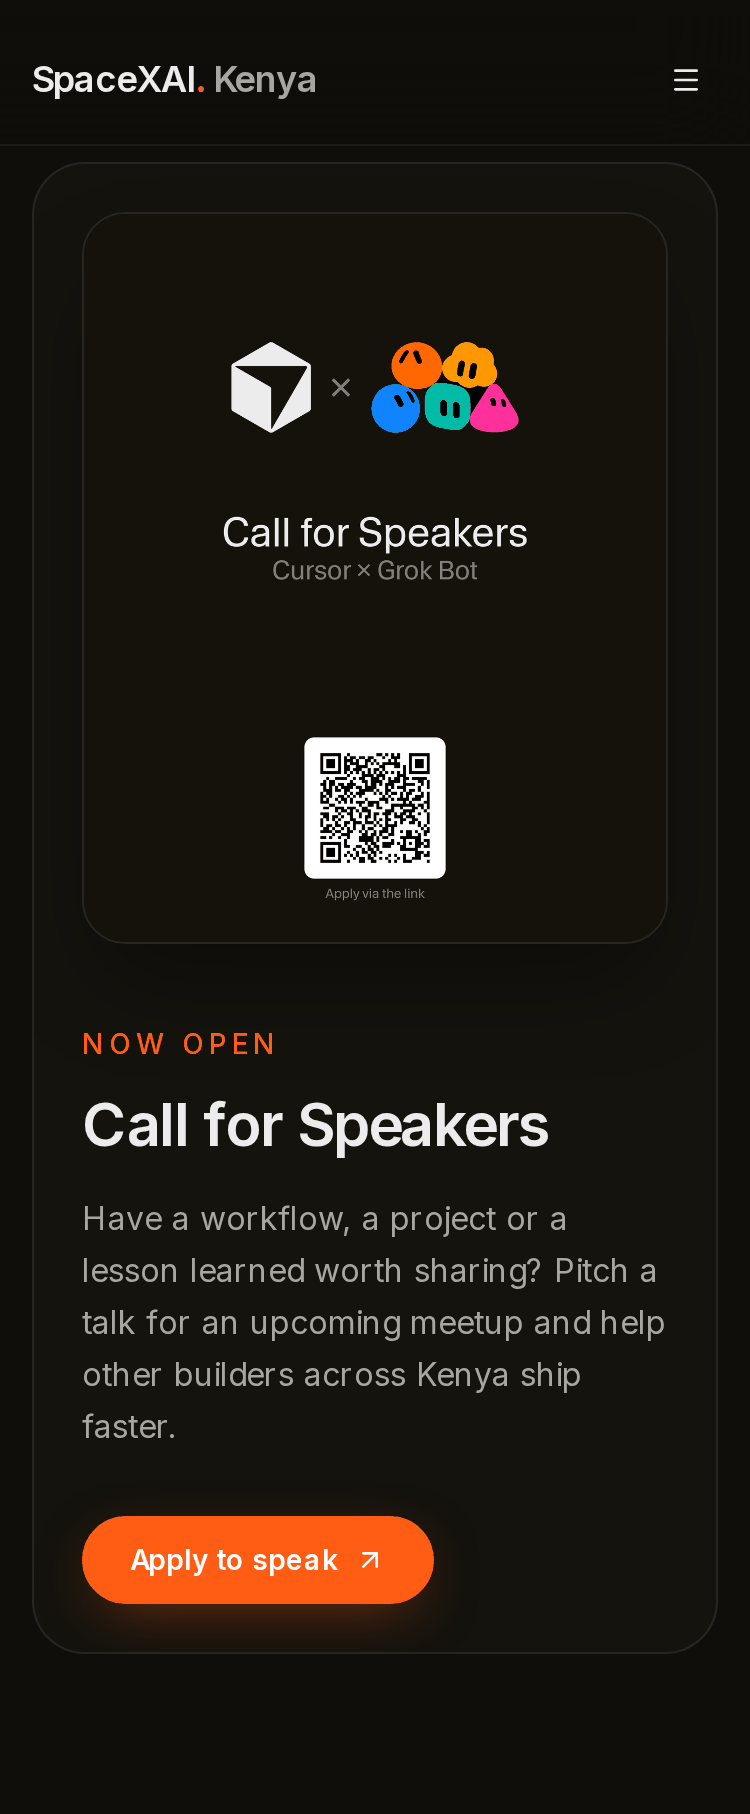 SpaceXAI. Kenya
Call for Speakers
Cursor × Grok Bot
Apply via the link
NOW OPEN
Call for Speakers
Have a workflow, a project or a
lesson learned worth sharing? Pitch a
talk for an upcoming meetup and help
other builders across Kenya ship
faster.
Apply to speak